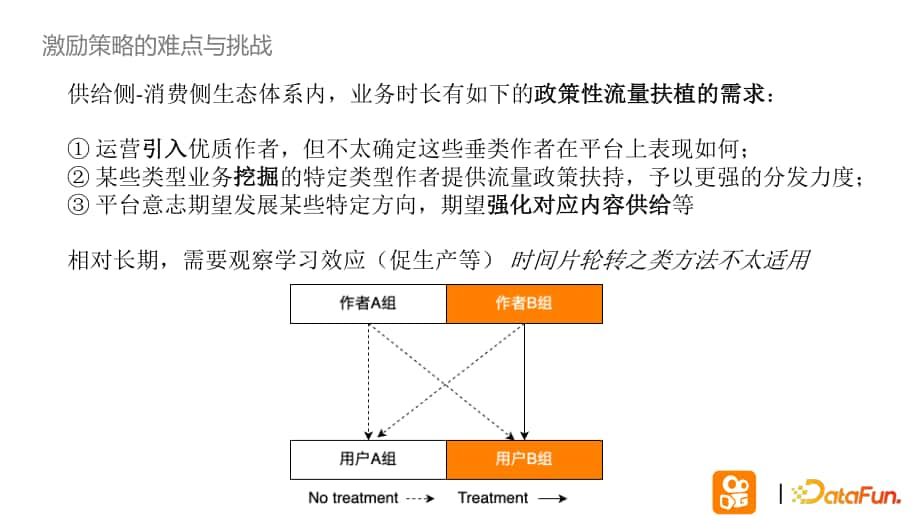 激励策略的难点与挑战
供给侧-消费侧生态体系内，业务时长有如下的政策性流量扶植的需求：
① 运营引入优质作者，但不太确定这些垂类作者在平台上表现如何；
② 某些类型业务挖掘的特定类型作者提供流量政策扶持，予以更强的分发力度；
③ 平台意志期望发展某些特定方向，期望强化对应内容供给等
相对长期，需要观察学习效应（促生产等） 时间片轮转之类方法不太适用
作者A组 作者B组
用户A组 用户B组
No treatment Treatment
DataFun.